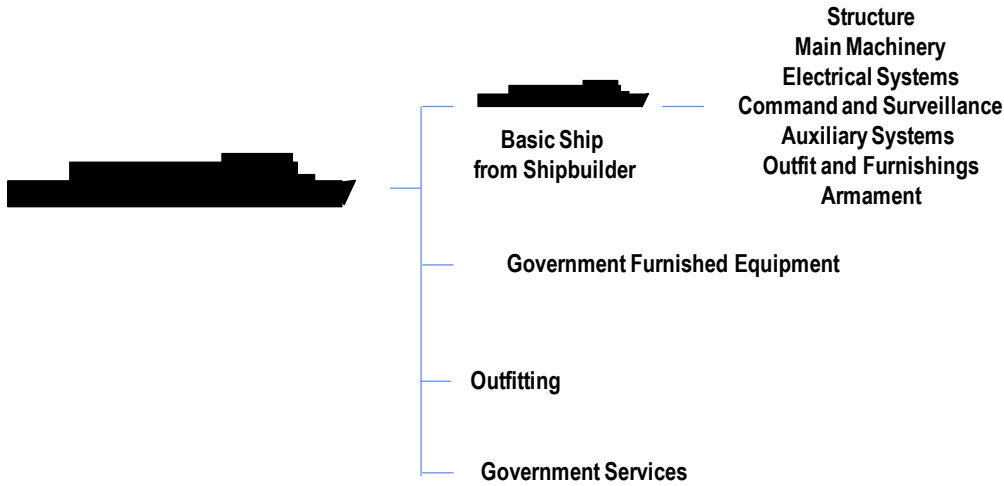 Structure
Main Machinery
Electrical Systems
Command and Surveillance
Auxiliary Systems
Outfit and Furnishings
Armament
Basic Ship
from Shipbuilder
Government Furnished Equipment
Outfitting
Government Services